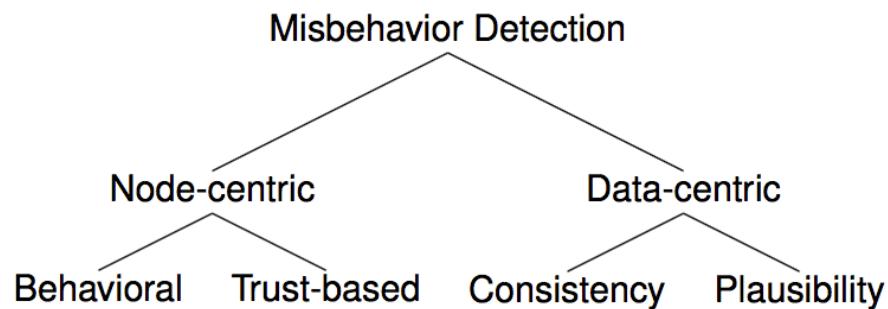 Misbehavior Detection
Node-centric Data-centric
Behavioral Trust-based Consistency Plausibility